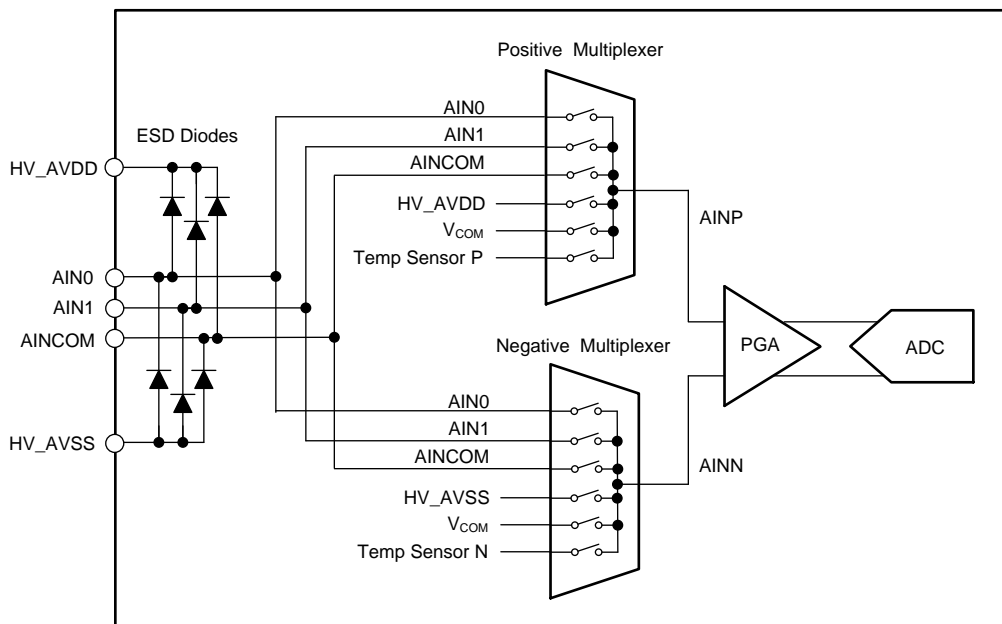 Positive Multiplexer
ESD Diodes
HV_AVDD
AIN0
AIN1
AINCOM
HV_AVSS
AIN0
AIN1
AINCOM
HV_AVDD
VCOM
Temp Sensor P
AINP
Negative Multiplexer
AIN0
AIN1
AINCOM
HV_AVSS
VCOM
Temp Sensor N
AINN
PGA
ADC